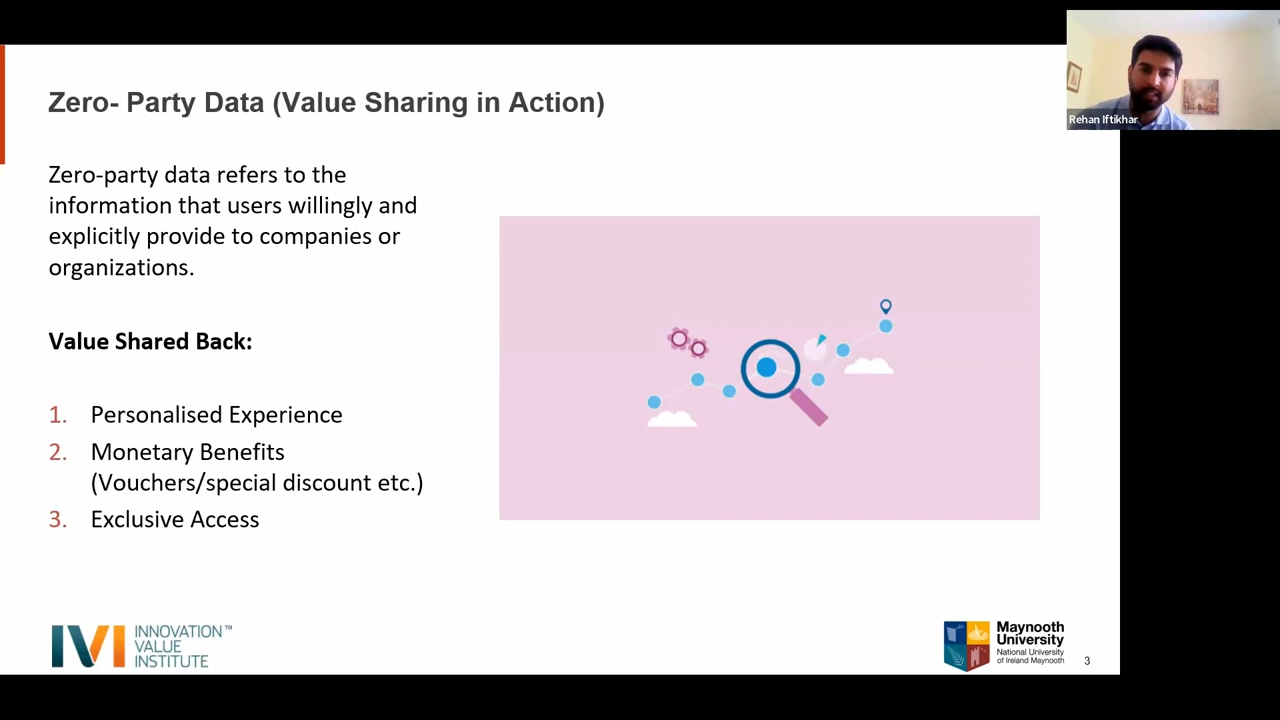 Zero- Party Data (Value Sharing in Action)
Rehan Iftikhar
Zero-party data refers to the
information that users willingly and
explicitly provide to companies or
organizations.
Value Shared Back:
1. Personalised Experience
2. Monetary Benefits
(Vouchers/special discount etc.)
3. Exclusive Access
IVI INNOVATION™
VALUE
INSTITUTE
Maynooth
University
National University
of Ireland Maynooth
3